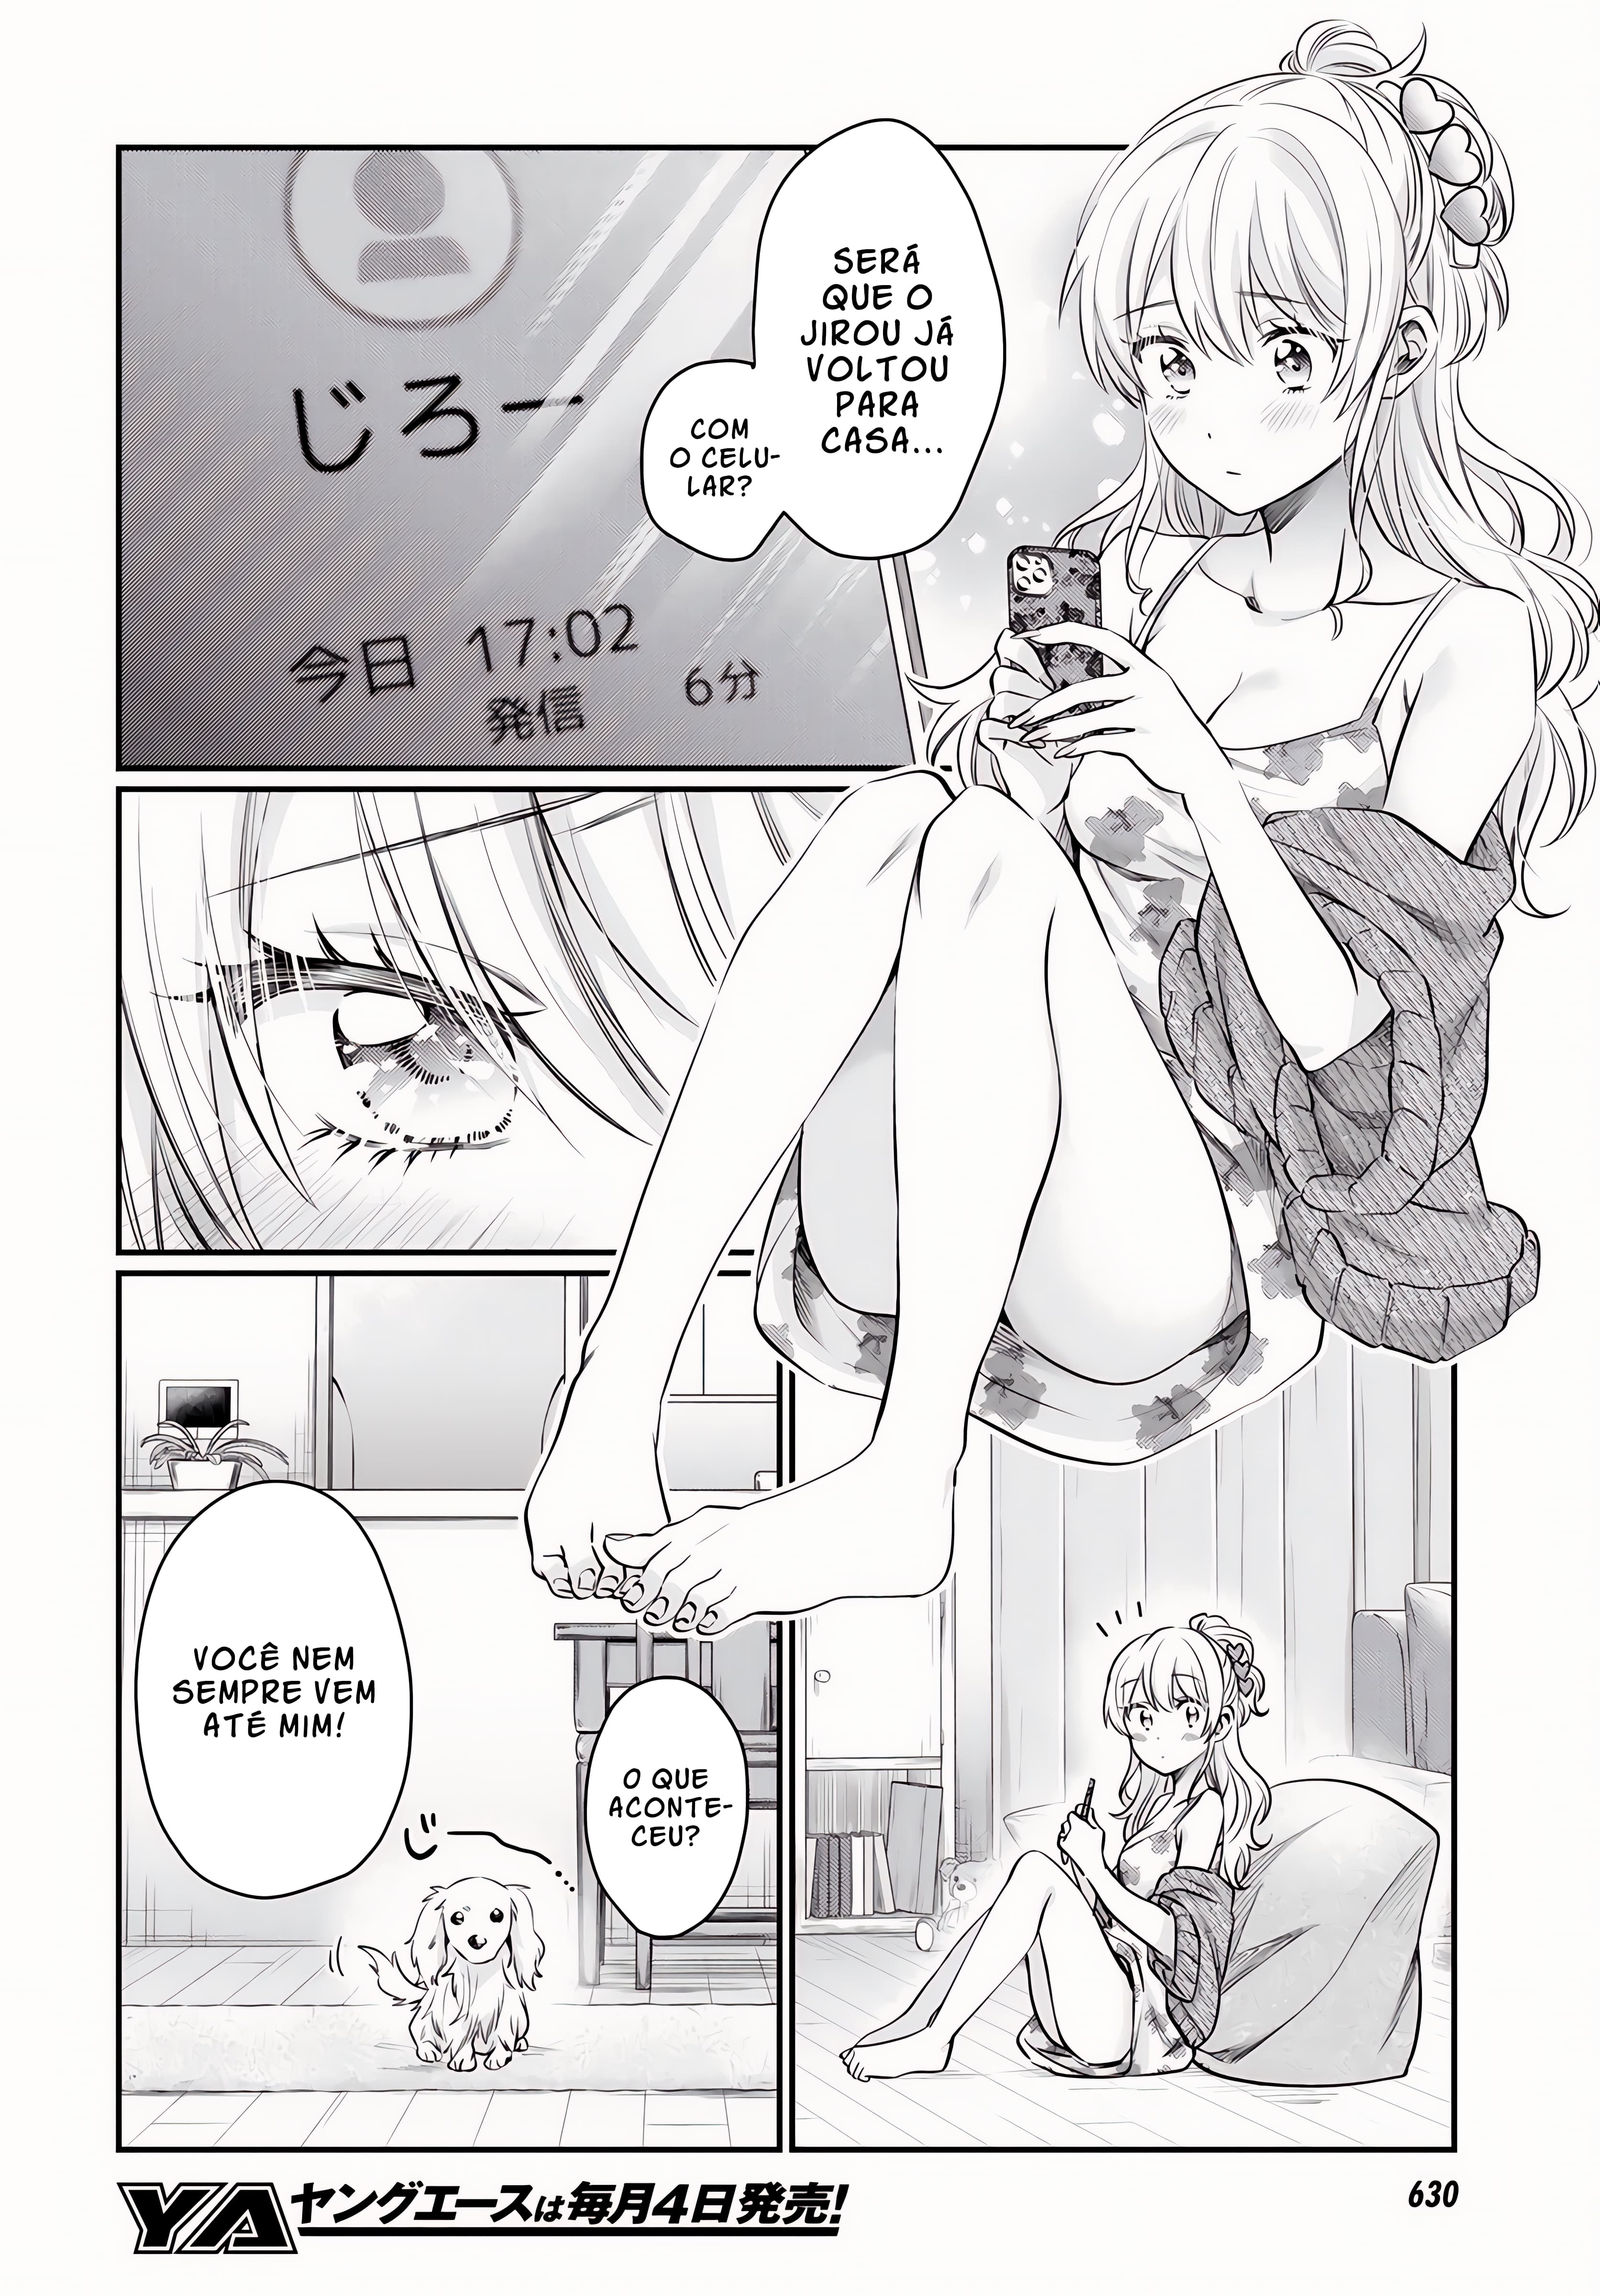 SERÁ
QUE O
JIROU JÁ
VOLTOU
PARA
CASA...
COM
O CELU-
LAR?
じろー
今日 17:02
発信 6分
O QUE
ACONTE-
CEU?
VOCÊ NEM
SEMPRE VEM
ATÉ MIM!
じー…
YA ヤングエースは毎月4日発売!
630